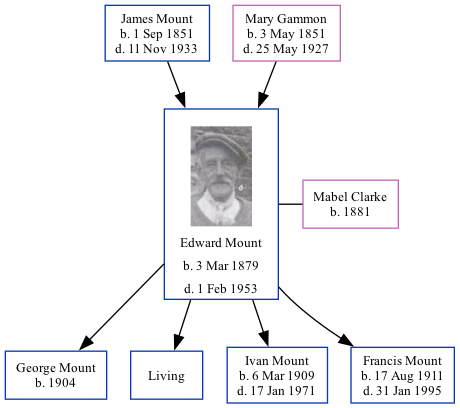 James Mount
b. 1 Sep 1851
d. 11 Nov 1933
Mary Gammon
b. 3 May 1851
d. 25 May 1927
Edward Mount
b. 3 Mar 1879
d. 1 Feb 1953
Mabel Clarke
b. 1881
George Mount
b. 1904
Living
Ivan Mount
b. 6 Mar 1909
d. 17 Jan 1971
Francis Mount
b. 17 Aug 1911
d. 31 Jan 1995